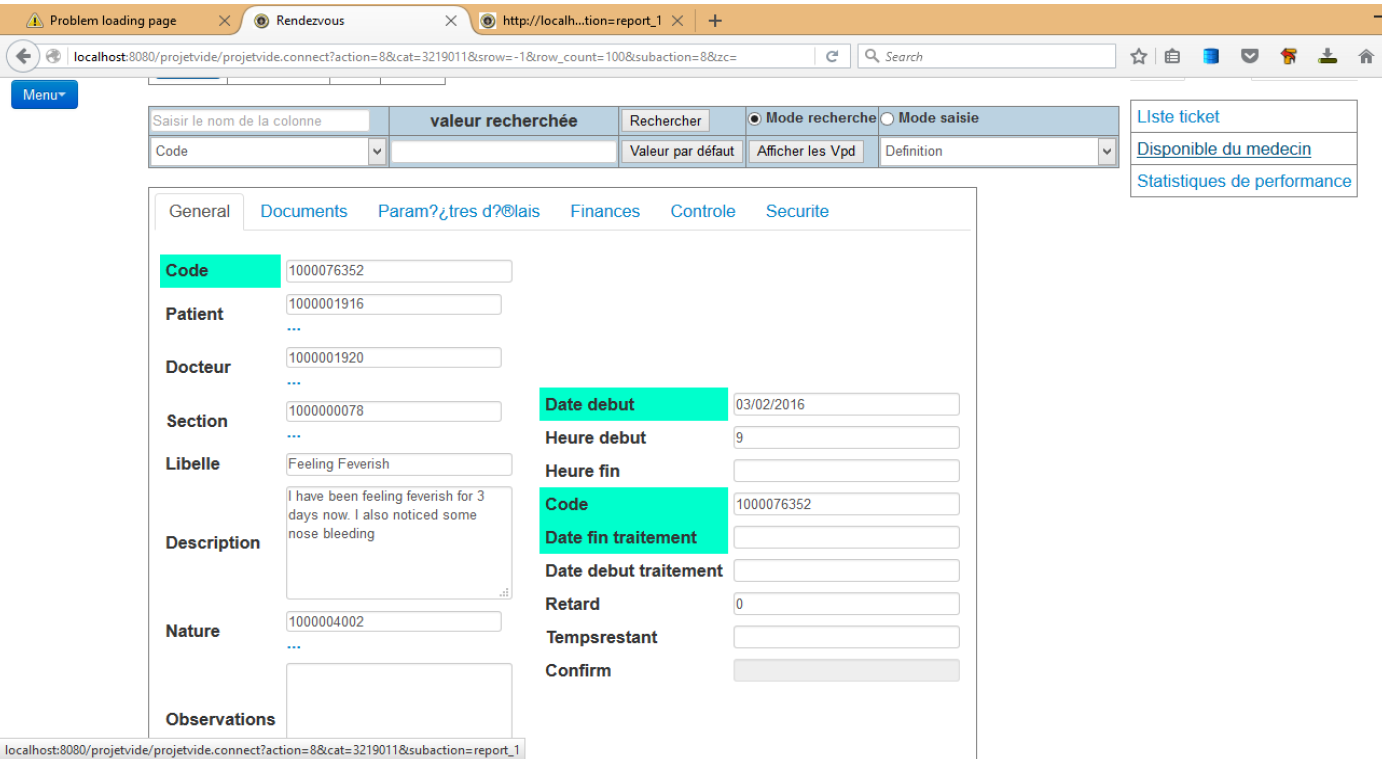 Problem loading page
Rendezvous
http://localh...tion=report_1
localhost:8080/projetvide/projetvide.connect?action=8&cat=3219011&srow=-1&row_count=100&subaction=8&zc=
Search
Menu
Saisir le nom de la colonne
valeur recherchée
Rechercher
Mode recherche
Mode saisie
Code
Valeur par défaut
Afficher les Vpd
Definition
LIste ticket
Disponible du medecin
Statistiques de performance
General
Documents
Param?¿tres d?®lais
Finances
Controle
Securite
Code
1000076352
Patient
1000001916
...
Docteur
1000001920
...
Section
1000000078
...
Libelle
Feeling Feverish
Description
I have been feeling feverish for 3
days now. I also noticed some
nose bleeding
Nature
1000004002
...
Observations
Date debut
03/02/2016
Heure debut
9
Heure fin
Code
1000076352
Date fin traitement
Date debut traitement
Retard
0
Tempsrestant
Confirm
localhost:8080/projetvide/projetvide.connect?action=8&cat=3219011&subaction=report_1